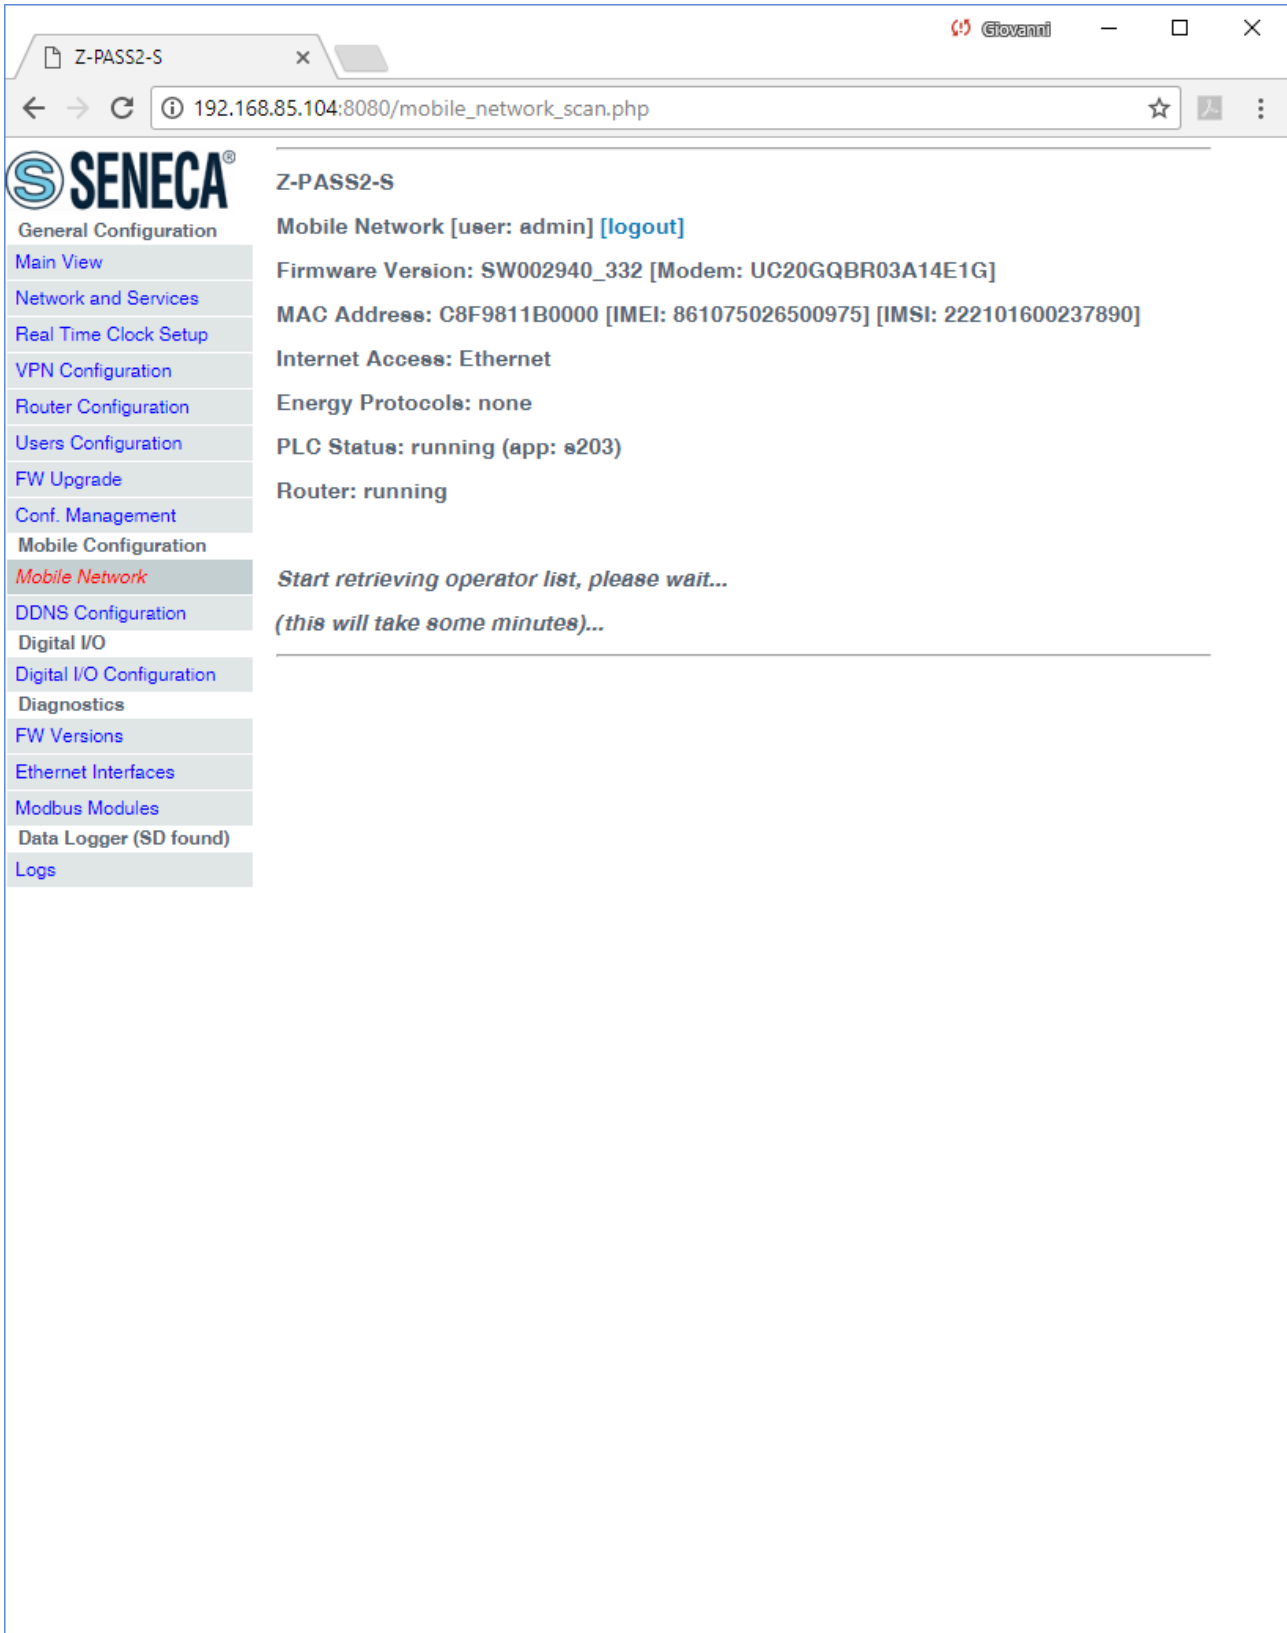 Giovanni
Z-PASS2-S
192.168.85.104:8080/mobile_network_scan.php
SENECA®
General Configuration
Main View
Network and Services
Real Time Clock Setup
VPN Configuration
Router Configuration
Users Configuration
FW Upgrade
Conf. Management
Mobile Configuration
Mobile Network
DDNS Configuration
Digital I/O
Digital I/O Configuration
Diagnostics
FW Versions
Ethernet Interfaces
Modbus Modules
Data Logger (SD found)
Logs
Z-PASS2-S
Mobile Network [user: admin] [logout]
Firmware Version: SW002940_332 [Modem: UC20GQBR03A14E1G]
MAC Address: C8F9811B0000 [IMEI: 861075026500975] [IMSI: 222101600237890]
Internet Access: Ethernet
Energy Protocols: none
PLC Status: running (app: s203)
Router: running
Start retrieving operator list, please wait...
(this will take some minutes)...